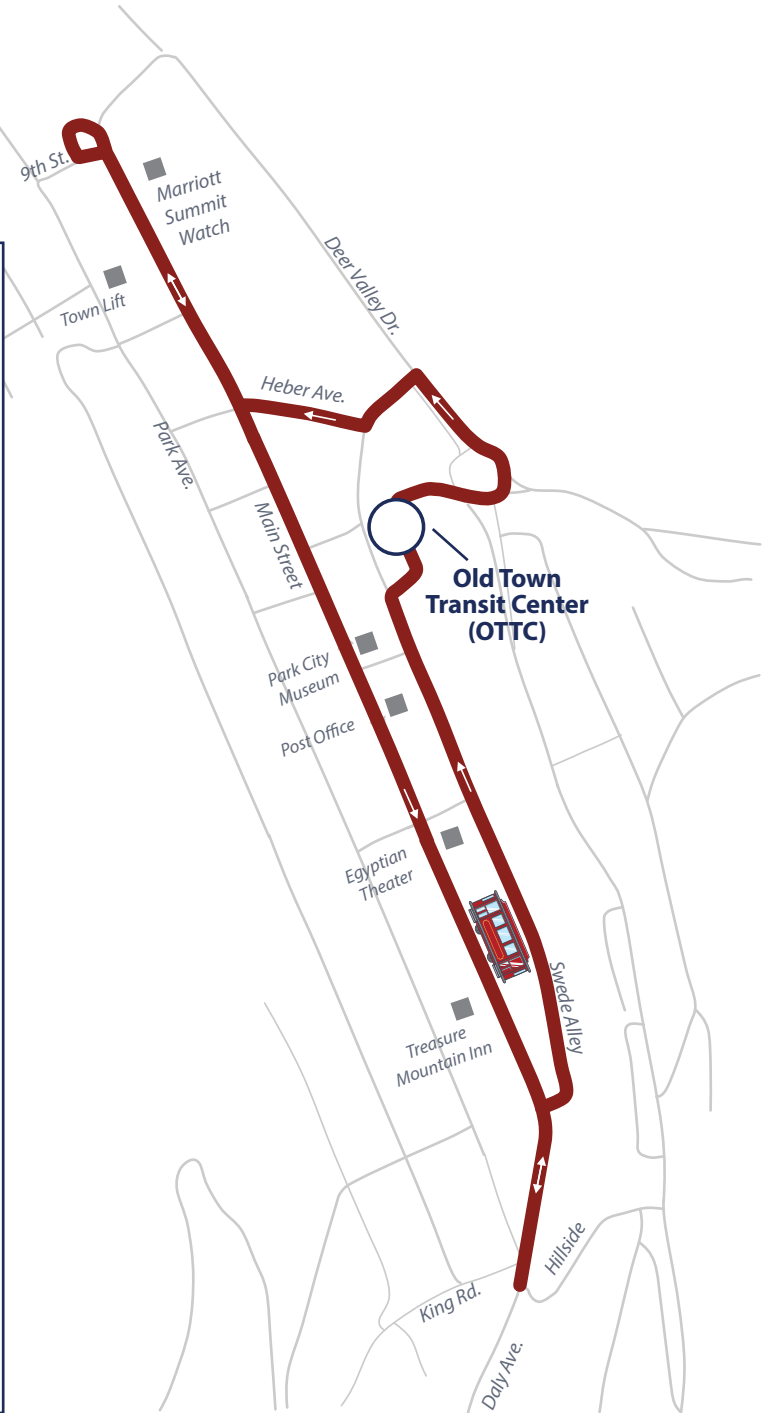 9th St.
Marriott
Summit
Watch
Town Lift
Deer Valley Dr.
Heber Ave.
Park Ave.
Main Street
Old Town
Transit Center
(OTTC)
Park City
Museum
Post Office
Egyptian
Theater
Swede Alley
Treasure
Mountain Inn
Hillside
King Rd.
Daly Ave.